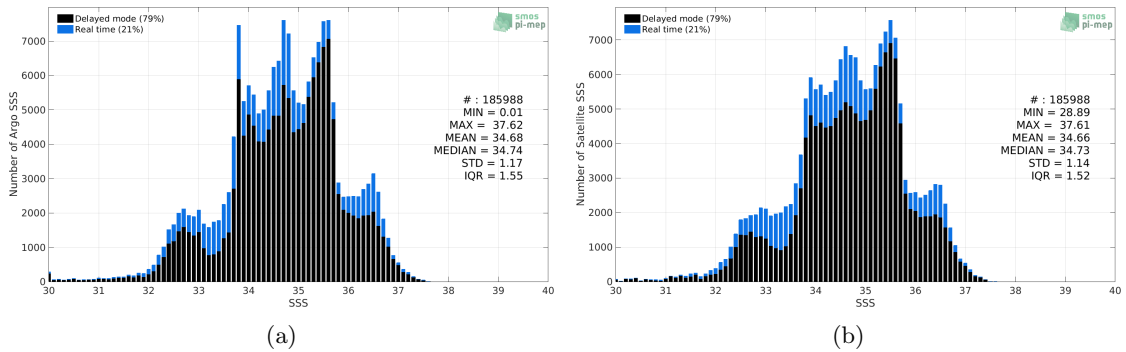 Delayed mode (79%)
Real time (21%)
smos
pi-mep
7000
6000
5000
4000
3000
2000
1000
0
Number of Argo SSS
# : 185988
MIN = 0.01
MAX = 37.62
MEAN = 34.68
MEDIAN = 34.74
STD = 1.17
IQR = 1.55
30 31 32 33 34 35 36 37 38 39 40
SSS
(a)
Delayed mode (79%)
Real time (21%)
smos
pi-mep
7000
6000
5000
4000
3000
2000
1000
0
Number of Satellite SSS
# : 185988
MIN = 28.89
MAX = 37.61
MEAN = 34.66
MEDIAN = 34.73
STD = 1.14
IQR = 1.52
30 31 32 33 34 35 36 37 38 39 40
SSS
(b)